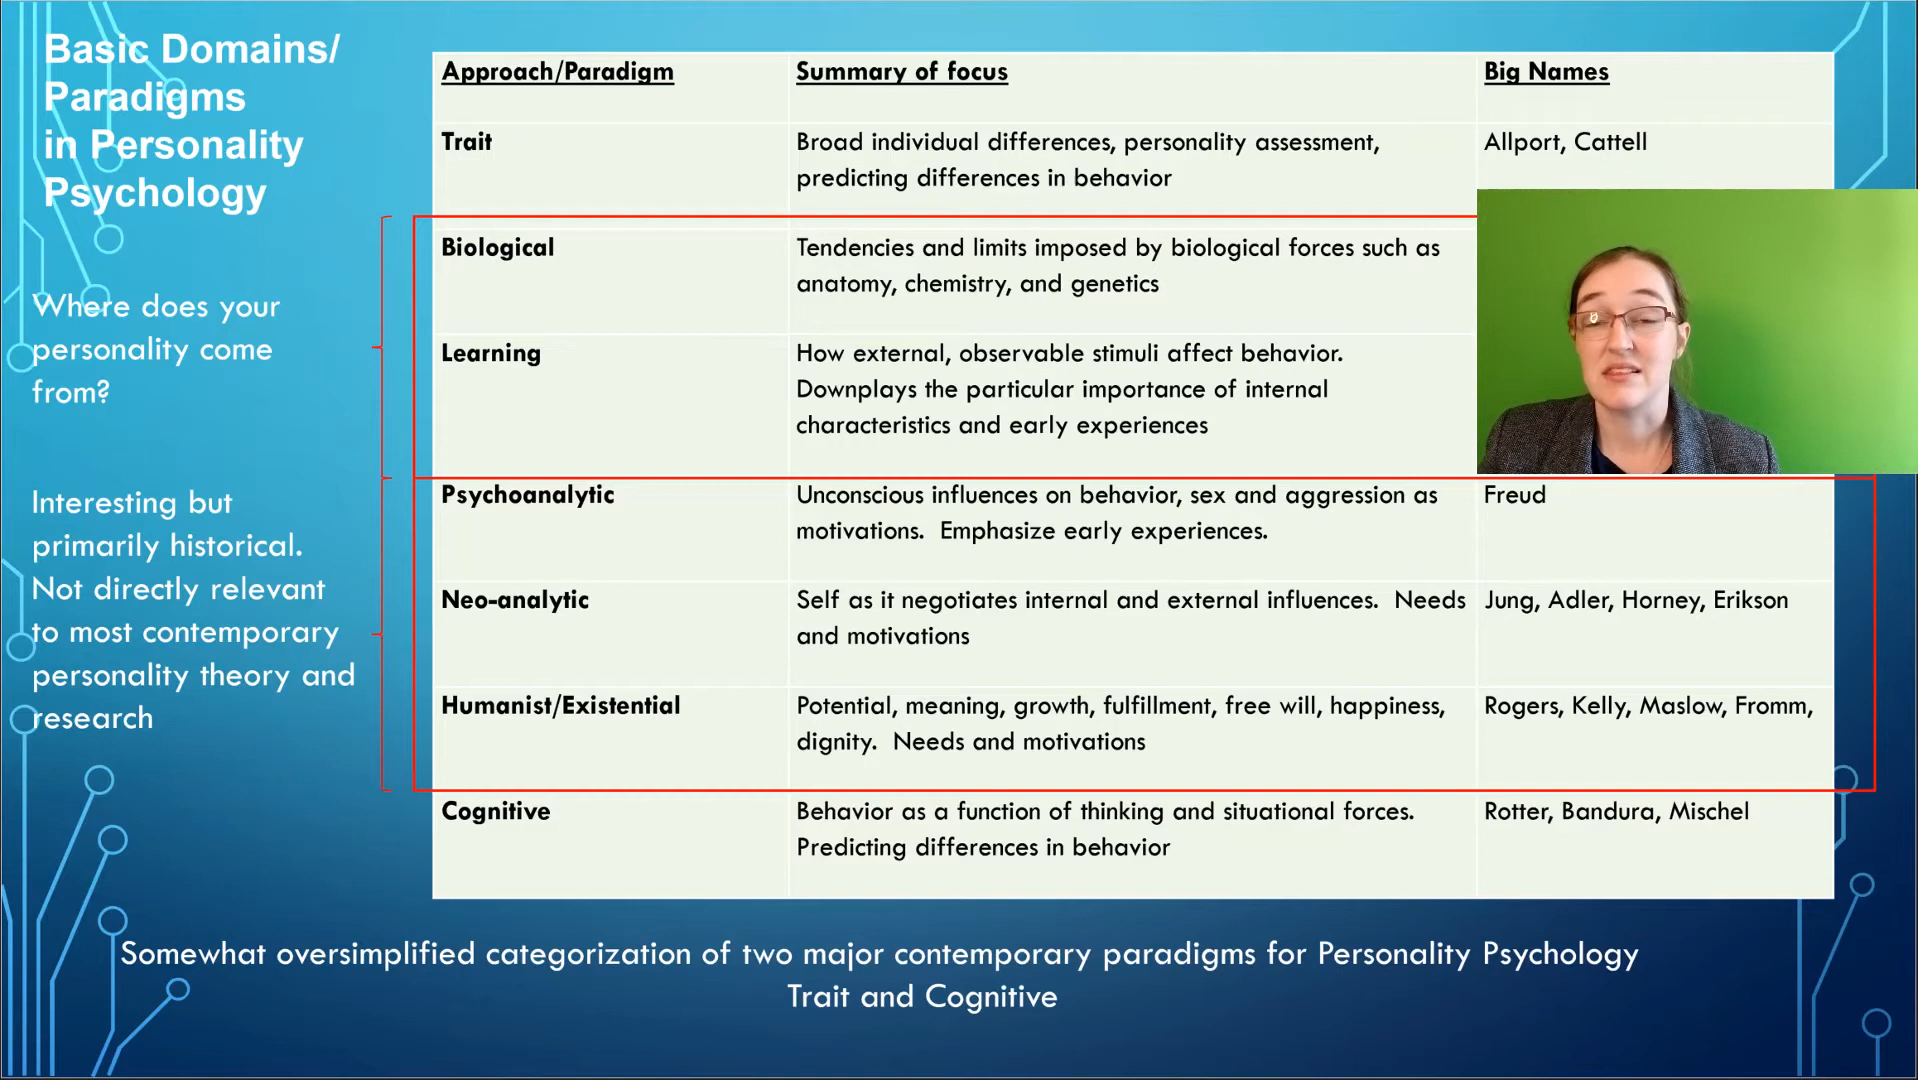 Basic Domains/
Paradigms
in Personality
Psychology
Where does your
personality come
from?
Interesting but
primarily historical.
Not directly relevant
to most contemporary
personality theory and
research
Approach/Paradigm Summary of focus Big Names
Trait Broad individual differences, personality assessment, Allport, Cattell
predicting differences in behavior
Biological Tendencies and limits imposed by biological forces such as
anatomy, chemistry, and genetics
Learning How external, observable stimuli affect behavior.
Downplays the particular importance of internal
characteristics and early experiences
Psychoanalytic Unconscious influences on behavior, sex and aggression as Freud
motivations. Emphasize early experiences.
Neo-analytic Self as it negotiates internal and external influences. Needs Jung, Adler, Horney, Erikson
and motivations
Humanist/Existential Potential, meaning, growth, fulfillment, free will, happiness, Rogers, Kelly, Maslow, Fromm,
dignity. Needs and motivations
Cognitive Behavior as a function of thinking and situational forces. Rotter, Bandura, Mischel
Predicting differences in behavior
Somewhat oversimplified categorization of two major contemporary paradigms for Personality Psychology
Trait and Cognitive